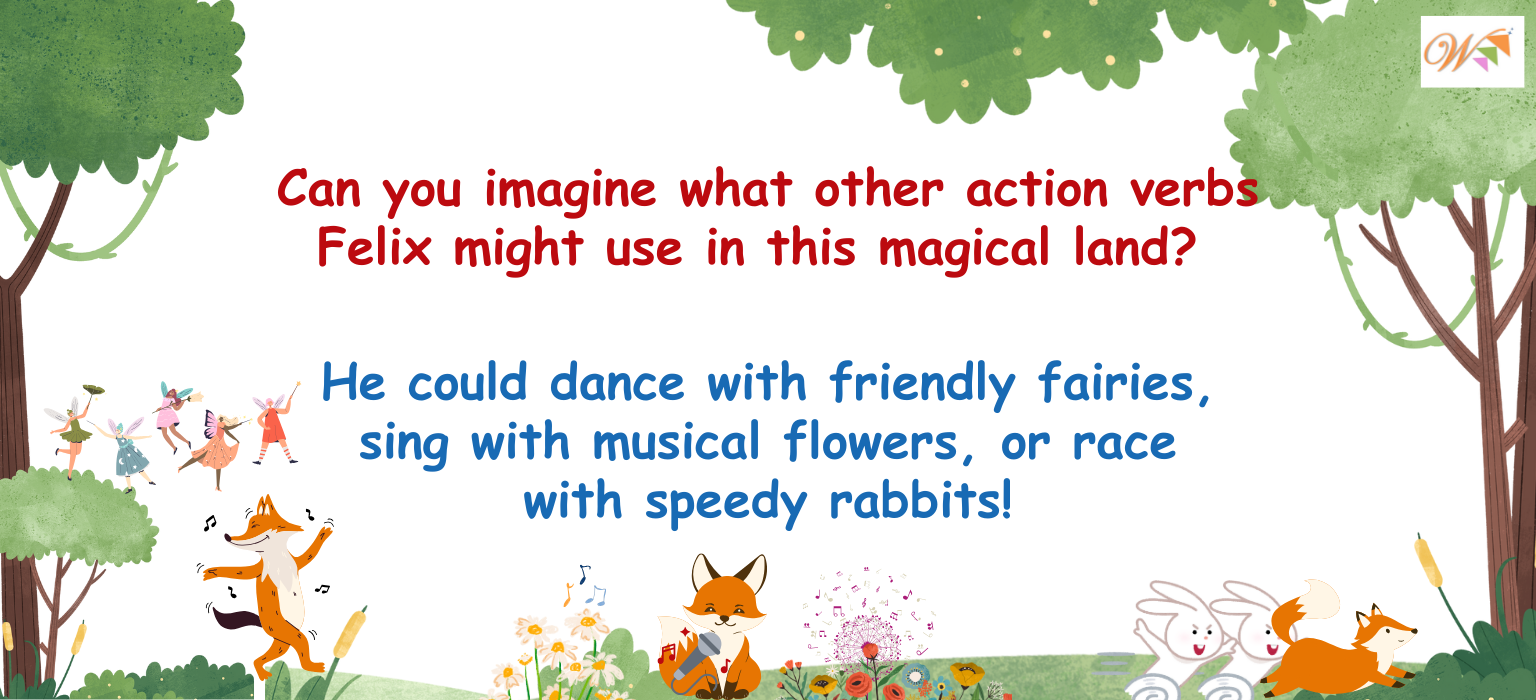 W
Can you imagine what other action verbs
Felix might use in this magical land?
He could dance with friendly fairies,
sing with musical flowers, or race
with speedy rabbits!